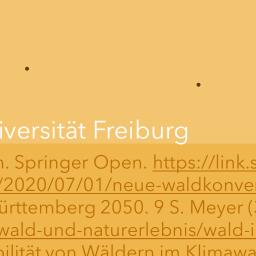 iversität Freiburg
n. Springer Open. https://link.s
/2020/07/01/neue-waldkonve
ürttemberg 2050. 9 S. Meyer (
wald-und-naturerlebnis/wald-i
bilität von Wäldern im Klimawa